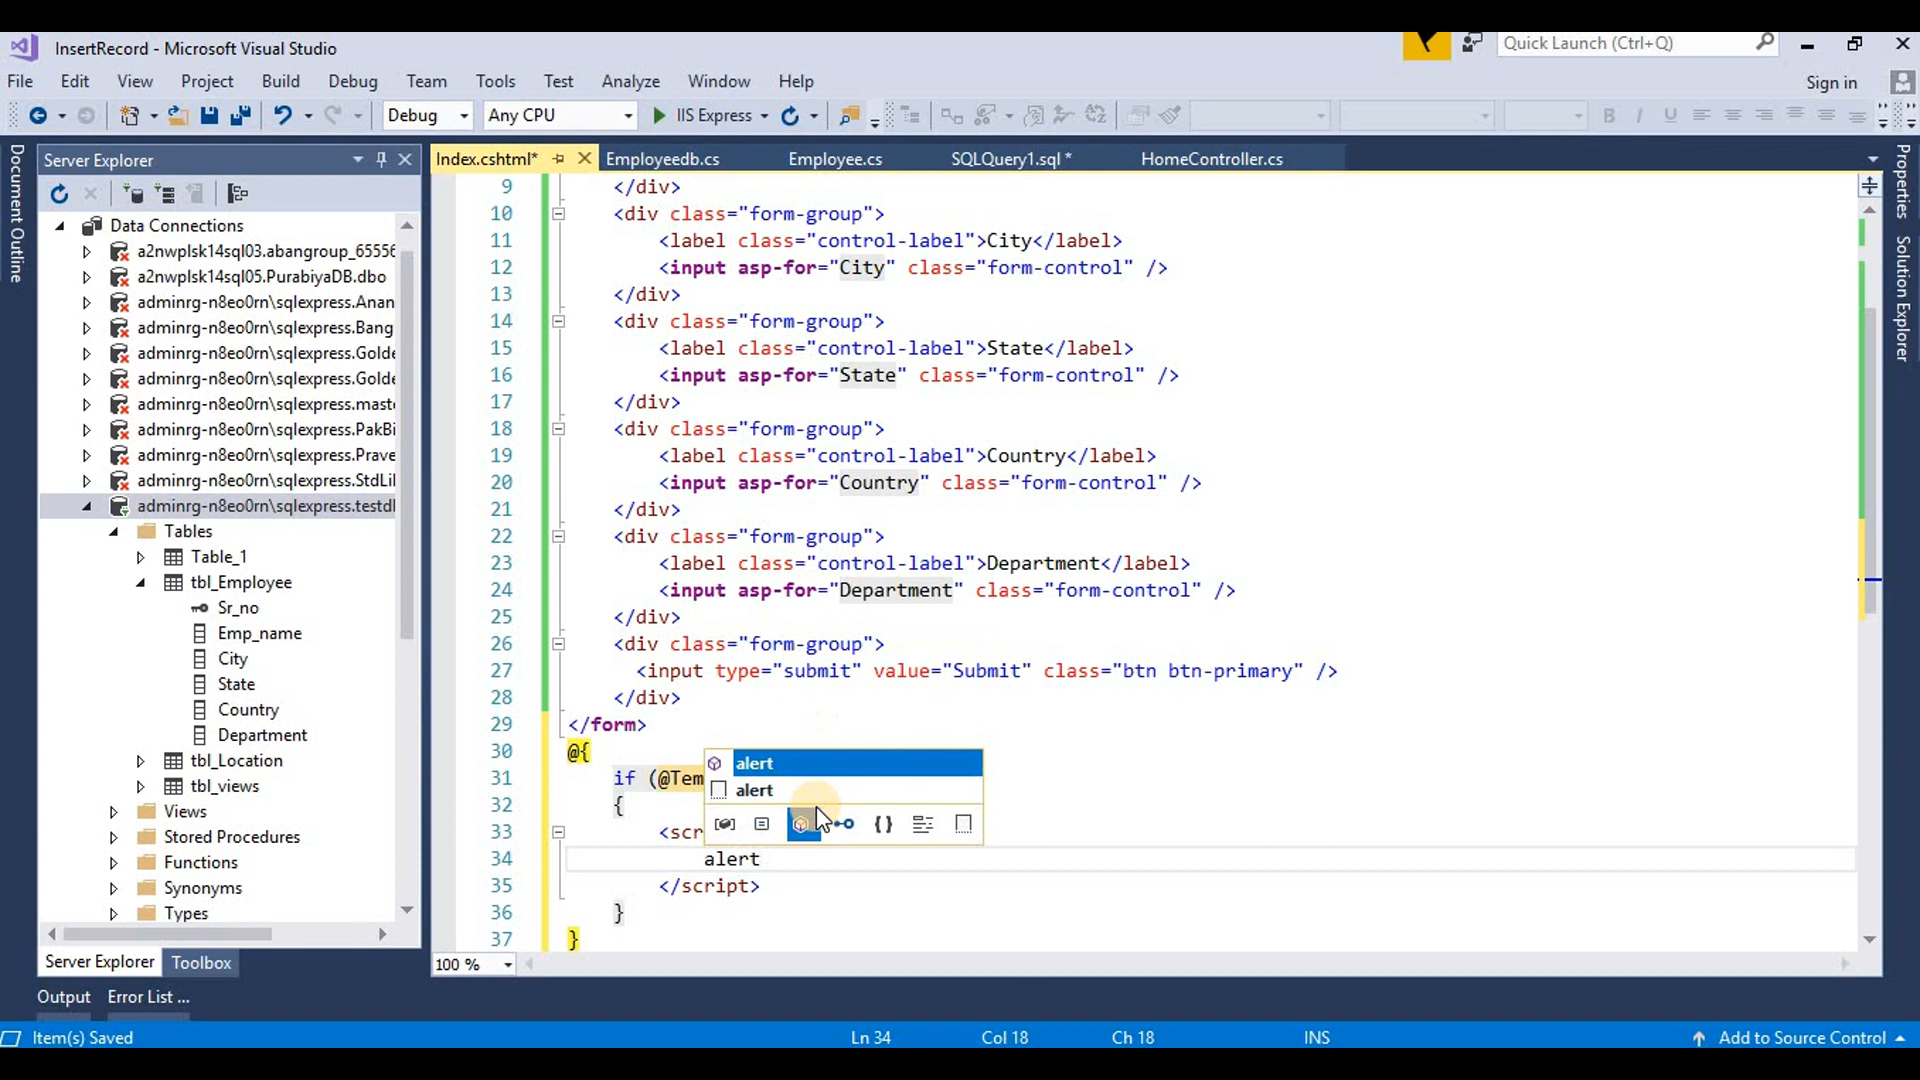 InsertRecord - Microsoft Visual Studio
Quick Launch (Ctrl+Q)
File Edit View Project Build Debug Team Tools Test Analyze Window Help
Sign in
Debug Any CPU IIS Express
B I U
Document Outline
Server Explorer
Data Connections
a2nwplsk14sql03.abangroup_65556
a2nwplsk14sql05.PurabiyaDB.dbo
adminrg-n8eo0rn\sqlexpress.Anan
adminrg-n8eo0rn\sqlexpress.Bang
adminrg-n8eo0rn\sqlexpress.Golde
adminrg-n8eo0rn\sqlexpress.Golde
adminrg-n8eo0rn\sqlexpress.mast
adminrg-n8eo0rn\sqlexpress.PakBi
adminrg-n8eo0rn\sqlexpress.Prave
adminrg-n8eo0rn\sqlexpress.StdLi
adminrg-n8eo0rn\sqlexpress.testd
Tables
Table_1
tbl_Employee
Sr_no
Emp_name
City
State
Country
Department
tbl_Location
tbl_views
Views
Stored Procedures
Functions
Synonyms
Types
Server Explorer Toolbox
Index.cshtml* Employeedb.cs Employee.cs SQLQuery1.sql * HomeController.cs
9 </div>
10 <div class="form-group">
11 <label class="control-label">City</label>
12 <input asp-for="City" class="form-control" />
13 </div>
14 <div class="form-group">
15 <label class="control-label">State</label>
16 <input asp-for="State" class="form-control" />
17 </div>
18 <div class="form-group">
19 <label class="control-label">Country</label>
20 <input asp-for="Country" class="form-control" />
21 </div>
22 <div class="form-group">
23 <label class="control-label">Department</label>
24 <input asp-for="Department" class="form-control" />
25 </div>
26 <div class="form-group">
27 <input type="submit" value="Submit" class="btn btn-primary" />
28 </div>
29 </form>
30 @{
31 if (@Tem
32 {
33 <scr
34 alert
35 </script>
36 }
37 }
alert
alert
100 %
Properties
Solution Explorer
Output Error List ...
Item(s) Saved Ln 34 Col 18 Ch 18 INS Add to Source Control